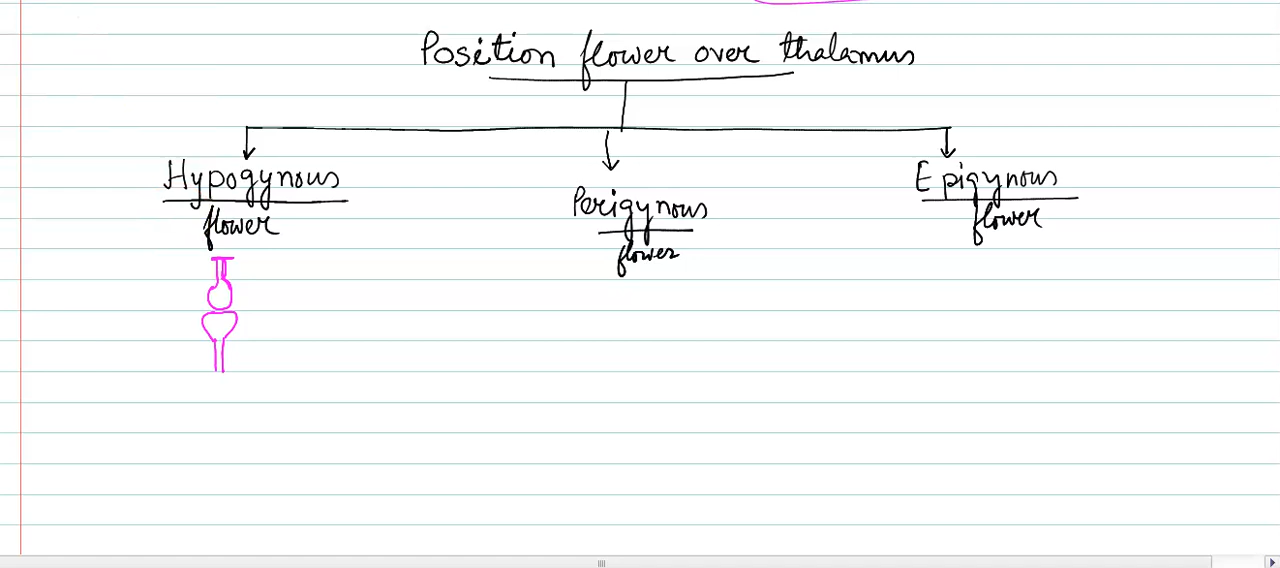 Position flower over thalamus
Hypogynous
flower
Perigynous
flower
Epigynous
flower